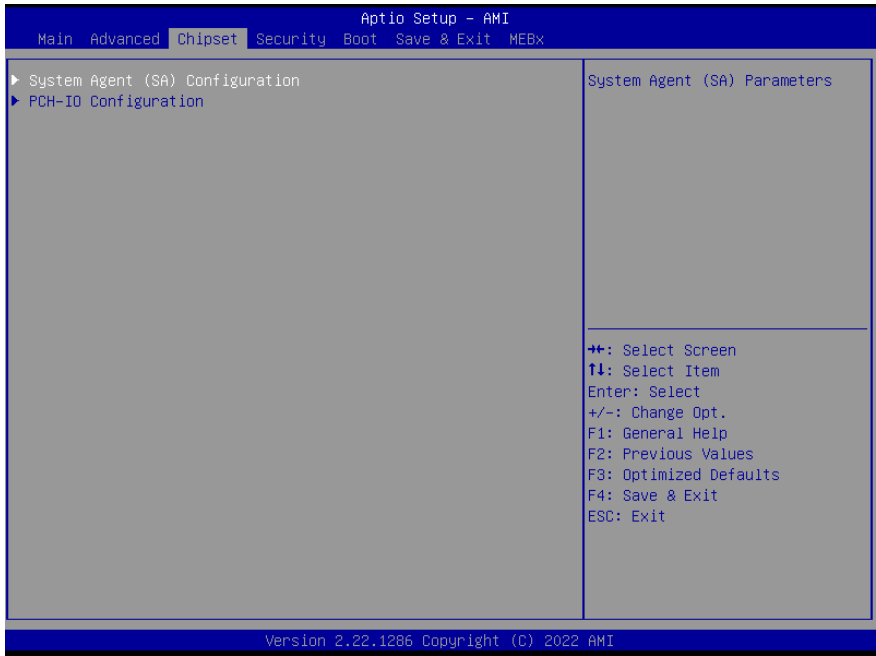 Aptio Setup – AMI
Main Advanced Chipset Security Boot Save & Exit MEBx
▶ System Agent (SA) Configuration
▶ PCH-IO Configuration
System Agent (SA) Parameters
→←: Select Screen
↑↓: Select Item
Enter: Select
+/-: Change Opt.
F1: General Help
F2: Previous Values
F3: Optimized Defaults
F4: Save & Exit
ESC: Exit
Version 2.22.1286 Copyright (C) 2022 AMI